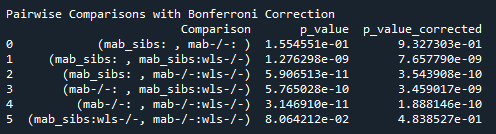 Pairwise Comparisons with Bonferroni Correction
Comparison p_value p_value_corrected
0 (mab_sibs: , mab-/-: ) 1.554551e-01 9.327303e-01
1 (mab_sibs: , mab_sibs:wls-/-) 1.276298e-09 7.657790e-09
2 (mab_sibs: , mab-/-:wls-/-) 5.906513e-11 3.543908e-10
3 (mab-/-: , mab_sibs:wls-/-) 5.765028e-10 3.459017e-09
4 (mab-/-: , mab-/-:wls-/-) 3.146910e-11 1.888146e-10
5 (mab_sibs:wls-/-, mab-/-:wls-/-) 8.064212e-02 4.838527e-01